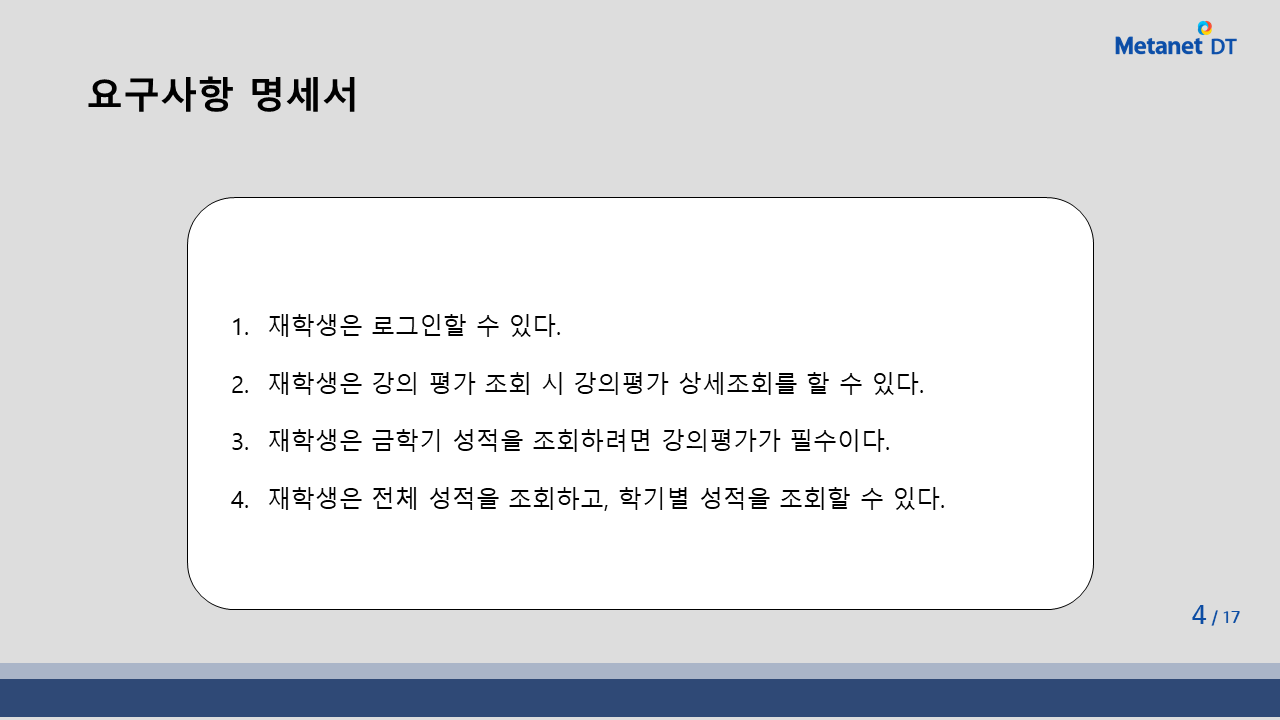 Metanet DT
요구사항 명세서
1. 재학생은 로그인할 수 있다.
2. 재학생은 강의 평가 조회 시 강의평가 상세조회를 할 수 있다.
3. 재학생은 금학기 성적을 조회하려면 강의평가가 필수이다.
4. 재학생은 전체 성적을 조회하고, 학기별 성적을 조회할 수 있다.
4 / 17